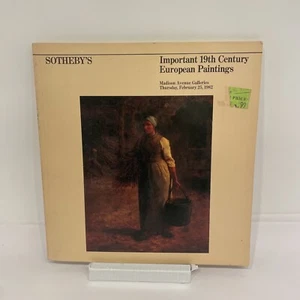 SOTHEBY'S
Important 19th Century
European Paintings
Madison Avenue Galleries
Thursday, February 25, 1982